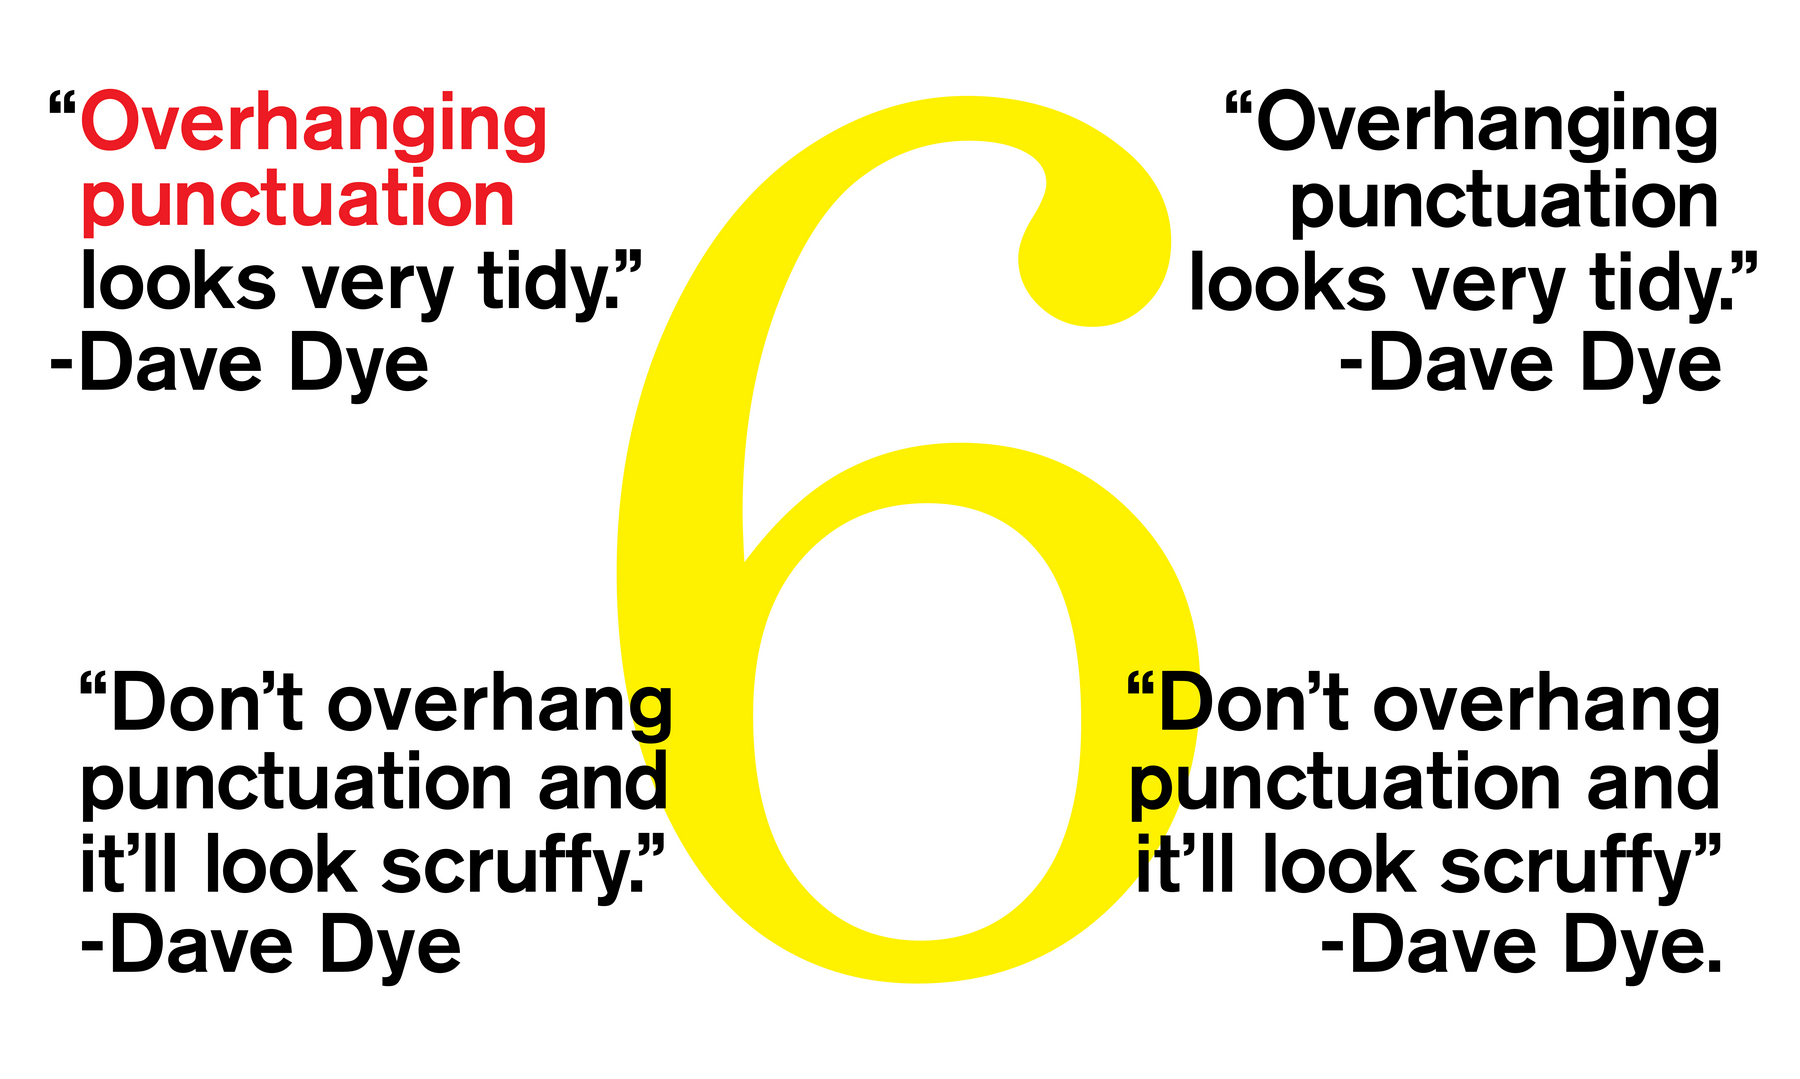 “Overhanging
punctuation
looks very tidy.”
-Dave Dye
“Overhanging
punctuation
looks very tidy.”
-Dave Dye
6
“Don’t overhang
punctuation and
it’ll look scruffy.”
-Dave Dye
“Don’t overhang
punctuation and
it’ll look scruffy”
-Dave Dye.